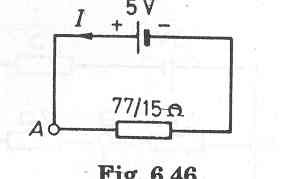 5 V
I + −
77/15 Ω
A
Fig. 6.46